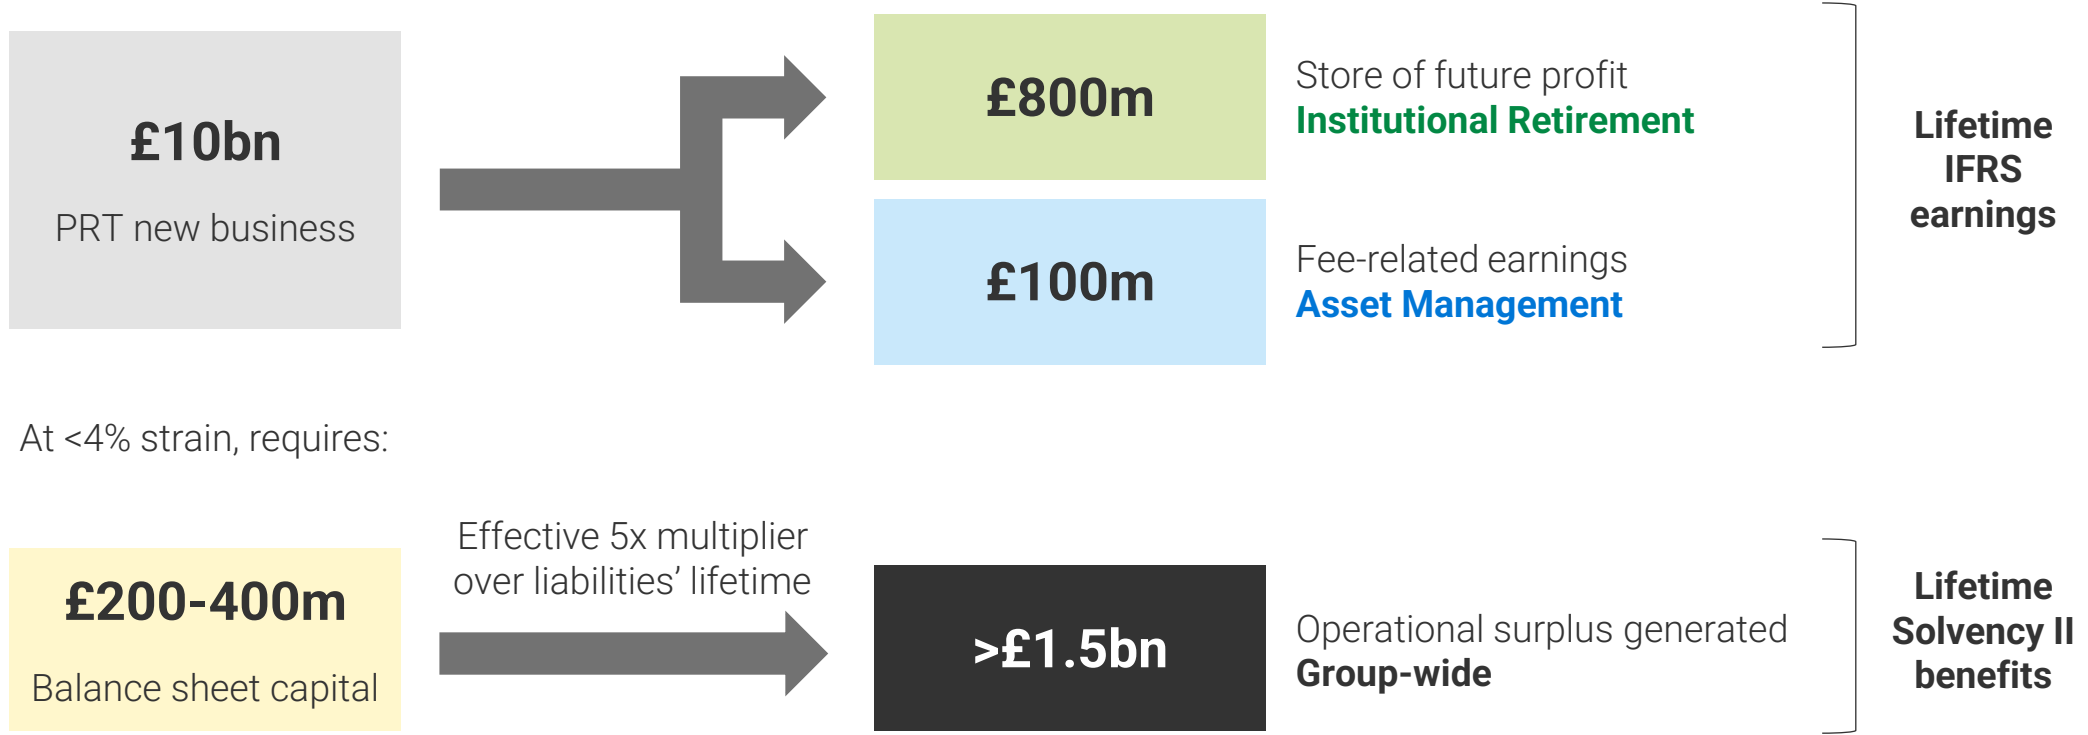 £10bn
PRT new business
£800m
Store of future profit
Institutional Retirement
£100m
Fee-related earnings
Asset Management
Lifetime
IFRS
earnings
At <4% strain, requires:
£200-400m
Balance sheet capital
Effective 5x multiplier
over liabilities’ lifetime
>£1.5bn
Operational surplus generated
Group-wide
Lifetime
Solvency II
benefits